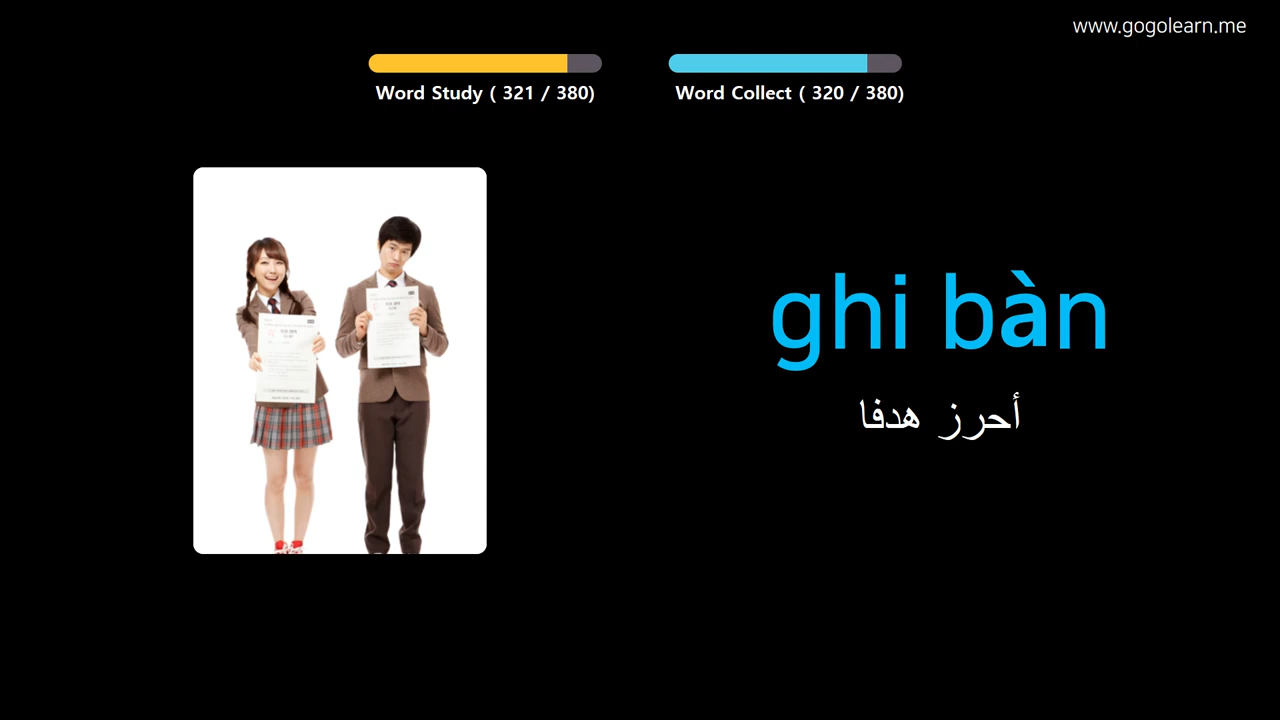 www.gogolearn.me
Word Study ( 321 / 380)
Word Collect ( 320 / 380)
ghi bàn
أحرز هدفا